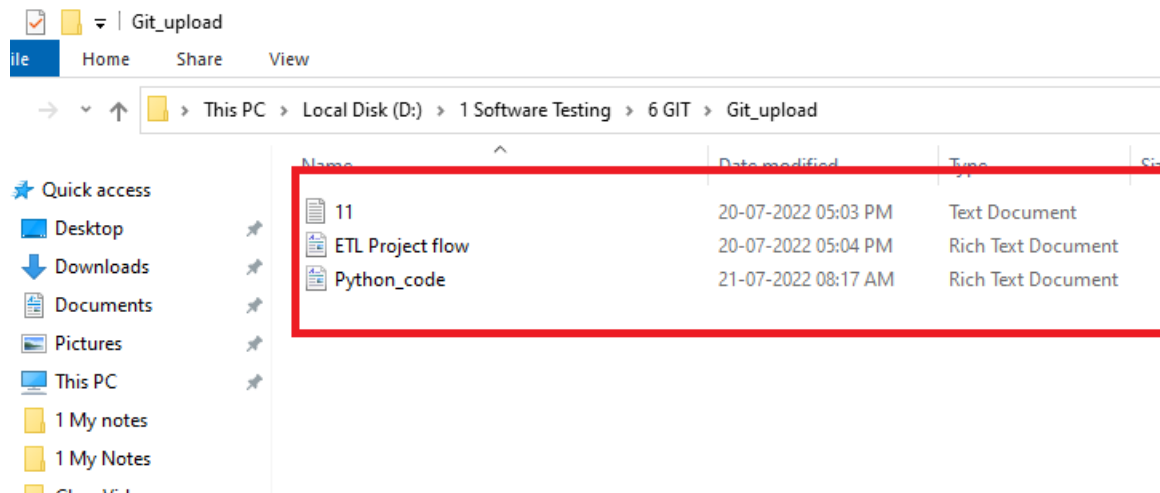 Git_upload
ile Home Share View
This PC Local Disk (D:) 1 Software Testing 6 GIT Git_upload
Name Date modified Type
Quick access
11 20-07-2022 05:03 PM Text Document
Desktop
ETL Project flow 20-07-2022 05:04 PM Rich Text Document
Downloads
Python_code 21-07-2022 08:17 AM Rich Text Document
Documents
Pictures
This PC
1 My notes
1 My Notes